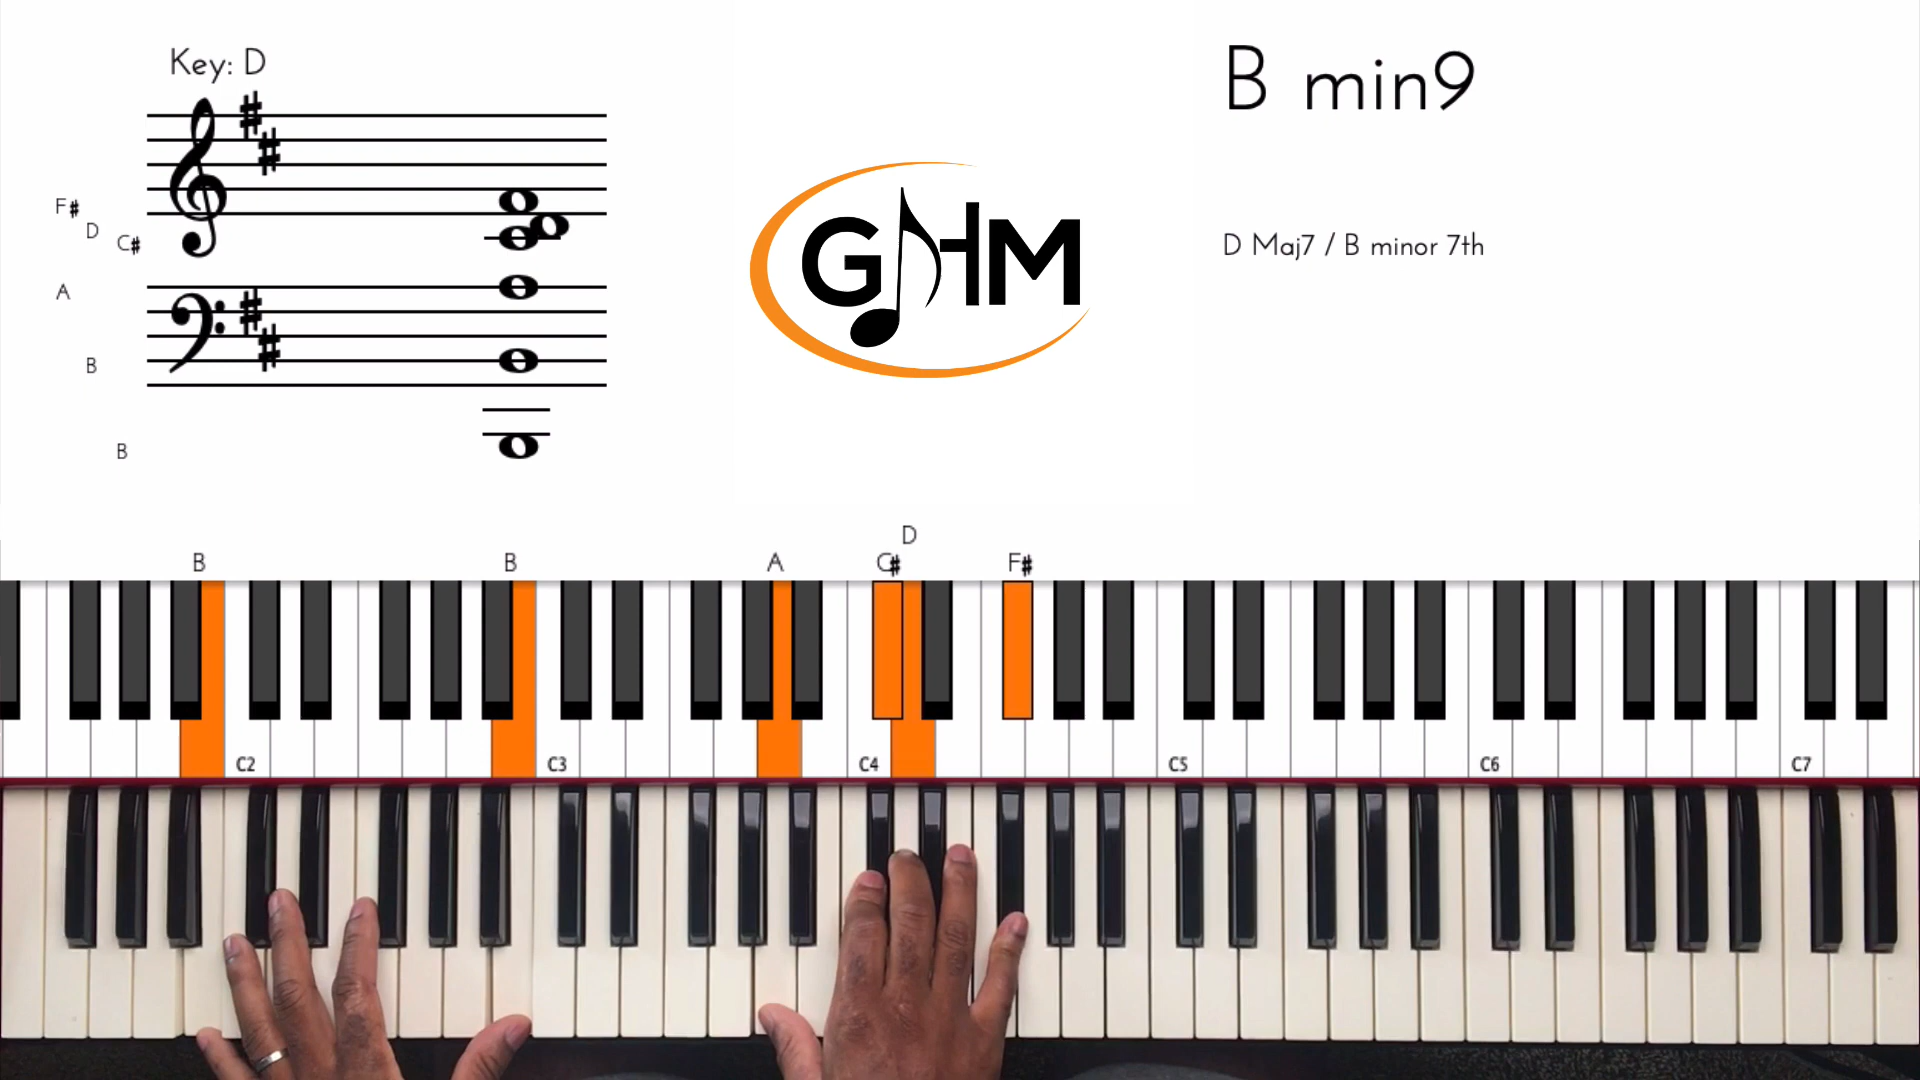 Key: D
B min9
F#
D
C#
D Maj7 / B minor 7th
GHM
A
B
B
D
B
B
A
C#
F#
C2
C3
C4
C5
C6
C7